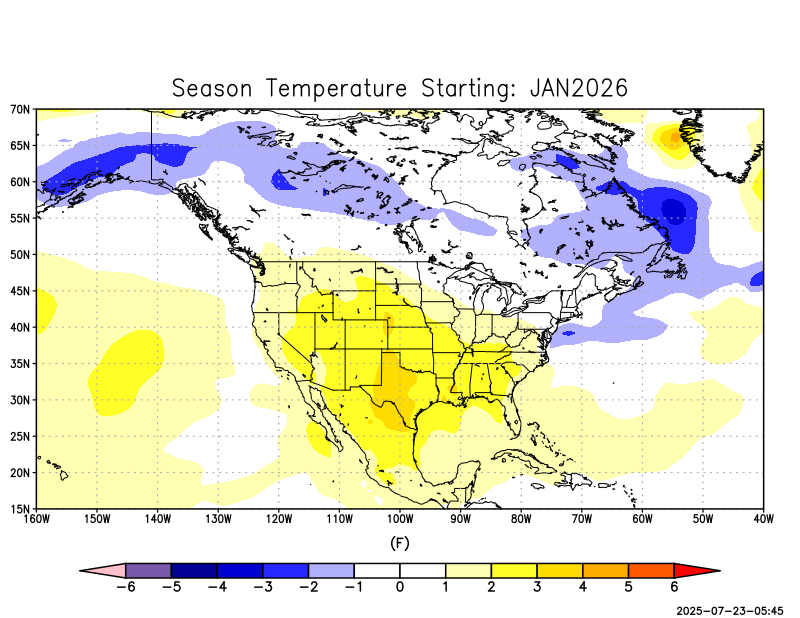 Season Temperature Starting: JAN2026
70N
65N
60N
55N
50N
45N
40N
35N
30N
25N
20N
15N
160W 150W 140W 130W 120W 110W 100W 90W 80W 70W 60W 50W 40W
(F)
−6 −5 −4 −3 −2 −1 0 1 2 3 4 5 6
2025-07-23-05:45